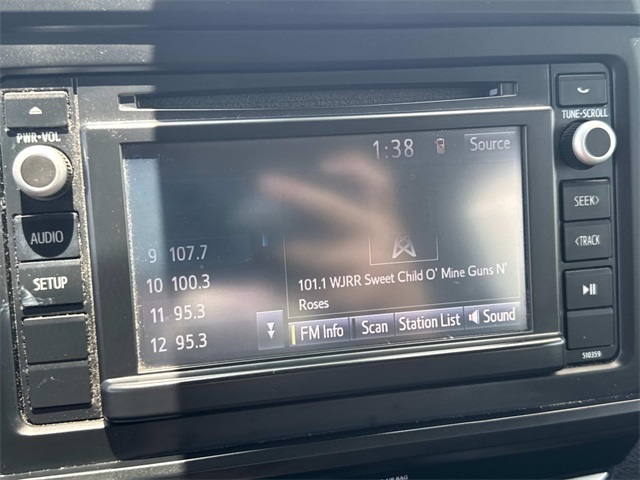 PWR•VOL
AUDIO
SETUP
1:38
Source
9 107.7
10 100.3
11 95.3
12 95.3
101.1 WJRR Sweet Child O' Mine Guns N'
Roses
FM Info
Scan
Station List
Sound
TUNE•SCROLL
SEEK>
<TRACK
510359